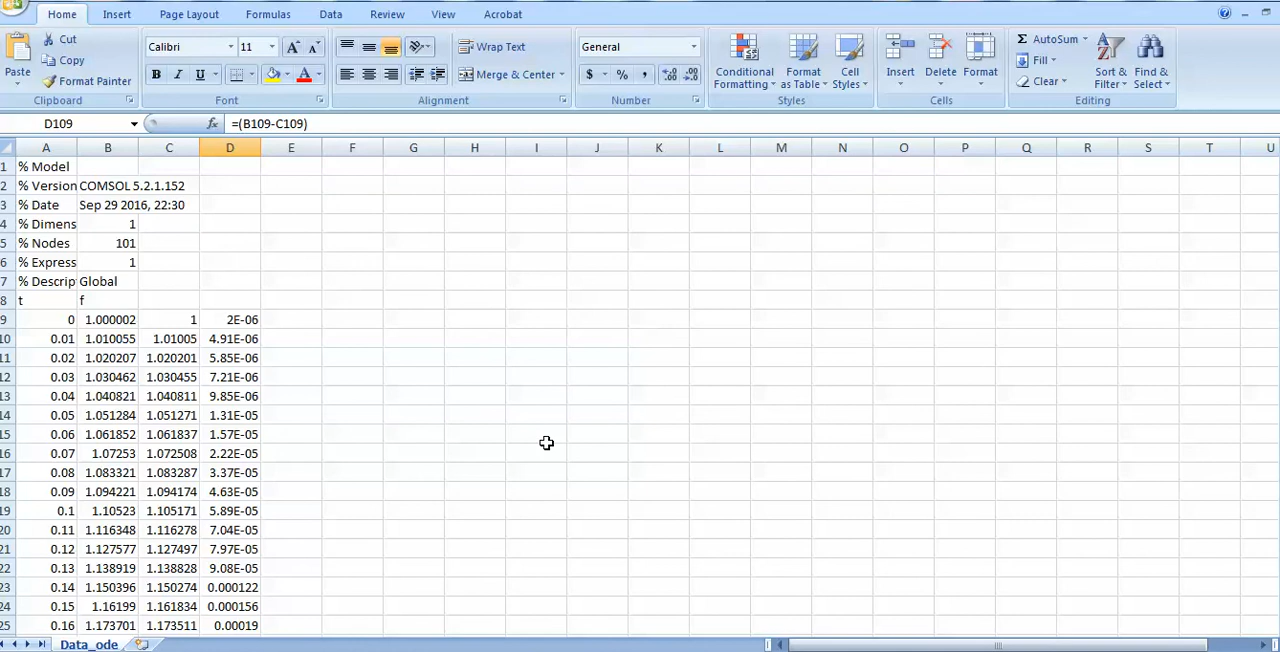 Home Insert Page Layout Formulas Data Review View Acrobat
Cut Calibri 11 Wrap Text General AutoSum
Copy Fill
Paste Format Painter Merge & Center Conditional Formatting Format as Table Cell Styles Insert Delete Format Clear Sort & Filter Find & Select
Clipboard Font Alignment Number Styles Cells Editing
D109 fx =(B109-C109)
A B C D E F G H I J K L M N O P Q R S T U
1 % Model
2 % Version COMSOL 5.2.1.152
3 % Date Sep 29 2016, 22:30
4 % Dimens 1
5 % Nodes 101
6 % Express 1
7 % Descrip Global
8 t f
9 0 1.000002 1 2E-06
10 0.01 1.010055 1.01005 4.91E-06
11 0.02 1.020207 1.020201 5.85E-06
12 0.03 1.030462 1.030455 7.21E-06
13 0.04 1.040821 1.040811 9.85E-06
14 0.05 1.051284 1.051271 1.31E-05
15 0.06 1.061852 1.061837 1.57E-05
16 0.07 1.07253 1.072508 2.22E-05
17 0.08 1.083321 1.083287 3.37E-05
18 0.09 1.094221 1.094174 4.63E-05
19 0.1 1.10523 1.105171 5.89E-05
20 0.11 1.116348 1.116278 7.04E-05
21 0.12 1.127577 1.127497 7.97E-05
22 0.13 1.138919 1.138828 9.08E-05
23 0.14 1.150396 1.150274 0.000122
24 0.15 1.16199 1.161834 0.000156
25 0.16 1.173701 1.173511 0.00019
Data_ode